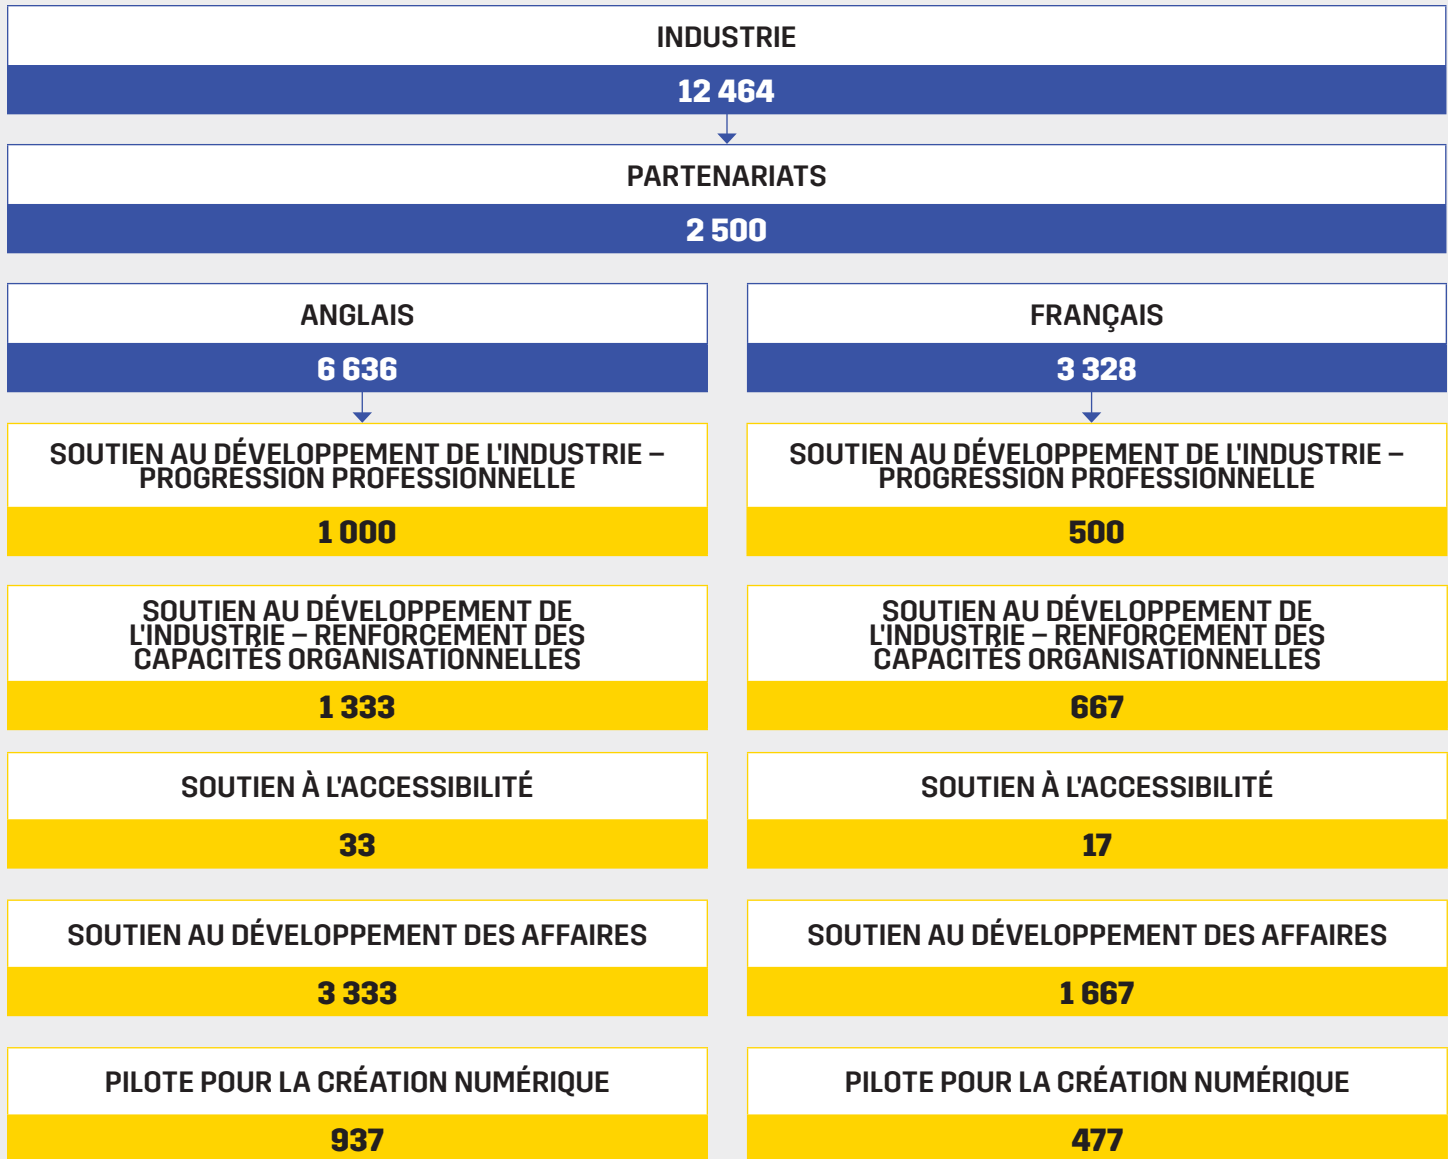 INDUSTRIE
12 464
PARTENARIATS
2 500
ANGLAIS
6 636
SOUTIEN AU DÉVELOPPEMENT DE L'INDUSTRIE –
PROGRESSION PROFESSIONNELLE
1 000
SOUTIEN AU DÉVELOPPEMENT DE
L'INDUSTRIE – RENFORCEMENT DES
CAPACITÉS ORGANISATIONNELLES
1 333
SOUTIEN À L'ACCESSIBILITÉ
33
SOUTIEN AU DÉVELOPPEMENT DES AFFAIRES
3 333
PILOTE POUR LA CRÉATION NUMÉRIQUE
937
FRANÇAIS
3 328
SOUTIEN AU DÉVELOPPEMENT DE L'INDUSTRIE –
PROGRESSION PROFESSIONNELLE
500
SOUTIEN AU DÉVELOPPEMENT DE
L'INDUSTRIE – RENFORCEMENT DES
CAPACITÉS ORGANISATIONNELLES
667
SOUTIEN À L'ACCESSIBILITÉ
17
SOUTIEN AU DÉVELOPPEMENT DES AFFAIRES
1 667
PILOTE POUR LA CRÉATION NUMÉRIQUE
477